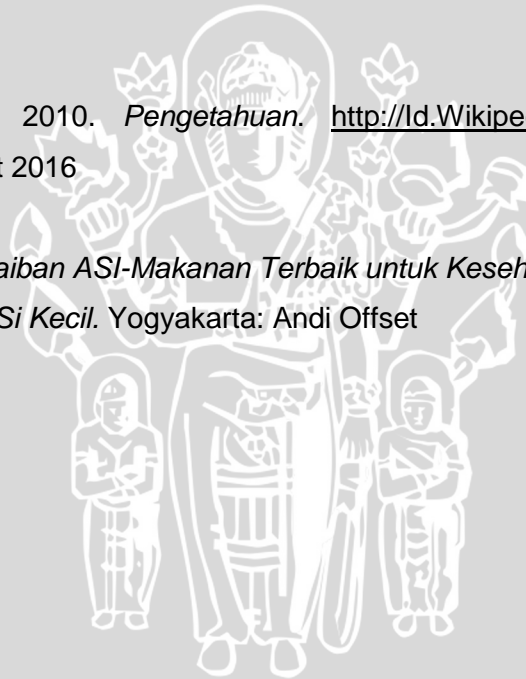 2010. Pengetahuan. http://Id.Wikipe
t 2016
aiban ASI-Makanan Terbaik untuk Keseh
Si Kecil. Yogyakarta: Andi Offset